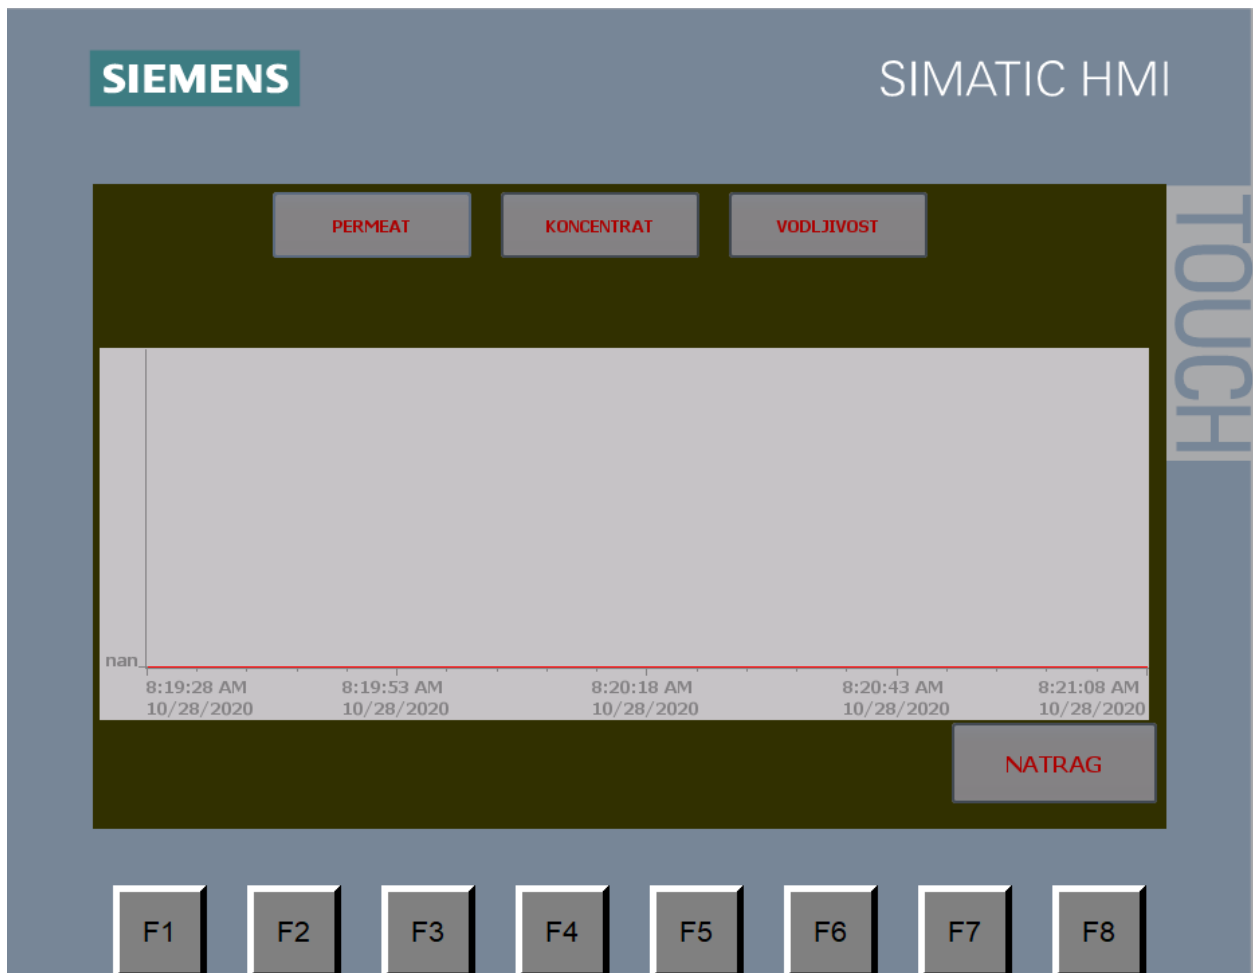 SIEMENS
SIMATIC HMI
TOUCH
PERMEAT
KONCENTRAT
VODLJIVOST
nan
8:19:28 AM 8:19:53 AM 8:20:18 AM 8:20:43 AM 8:21:08 AM
10/28/2020 10/28/2020 10/28/2020 10/28/2020 10/28/2020
NATRAG
F1 F2 F3 F4 F5 F6 F7 F8